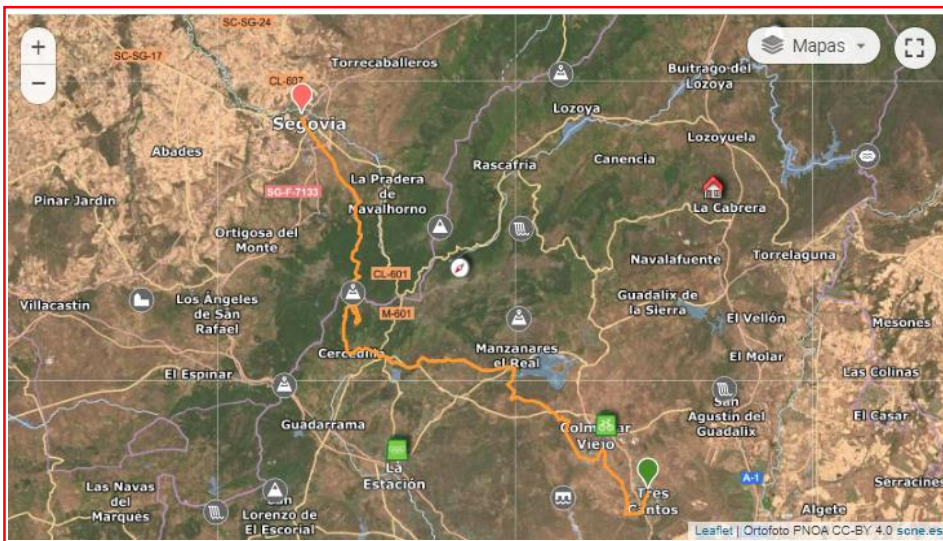 SC-SG-24
SC-SG-17
Torrecaballeros
+
−
Mapas
CL-607
Segovia
Abades
Buitrago del
Lozoya
Lozoya
Lozoyuela
Rascafría
Canencia
La Pradera
de
Navalhorno
SG-F-7133
Pinar Jardín
La Cabrera
Ortigosa del
Monte
CL-601
Navalafuente
Torrelaguna
Villacastín
Los Ángeles
de San
Rafael
M-601
Guadalix de
la Sierra
El Vellón
Mesones
Cercedilla
Manzanares
el Real
El Molar
El Espinar
Las Colinas
San
Agustín del
Guadalix
El Casar
Guadarrama
Colmenar
Viejo
La
Estación
A-1
Tres
Cantos
Serracines
Las Navas
del
Marqués
San
Lorenzo de
El Escorial
Algete
Leaflet | Ortofoto PNOA CC-BY 4.0 scne.es